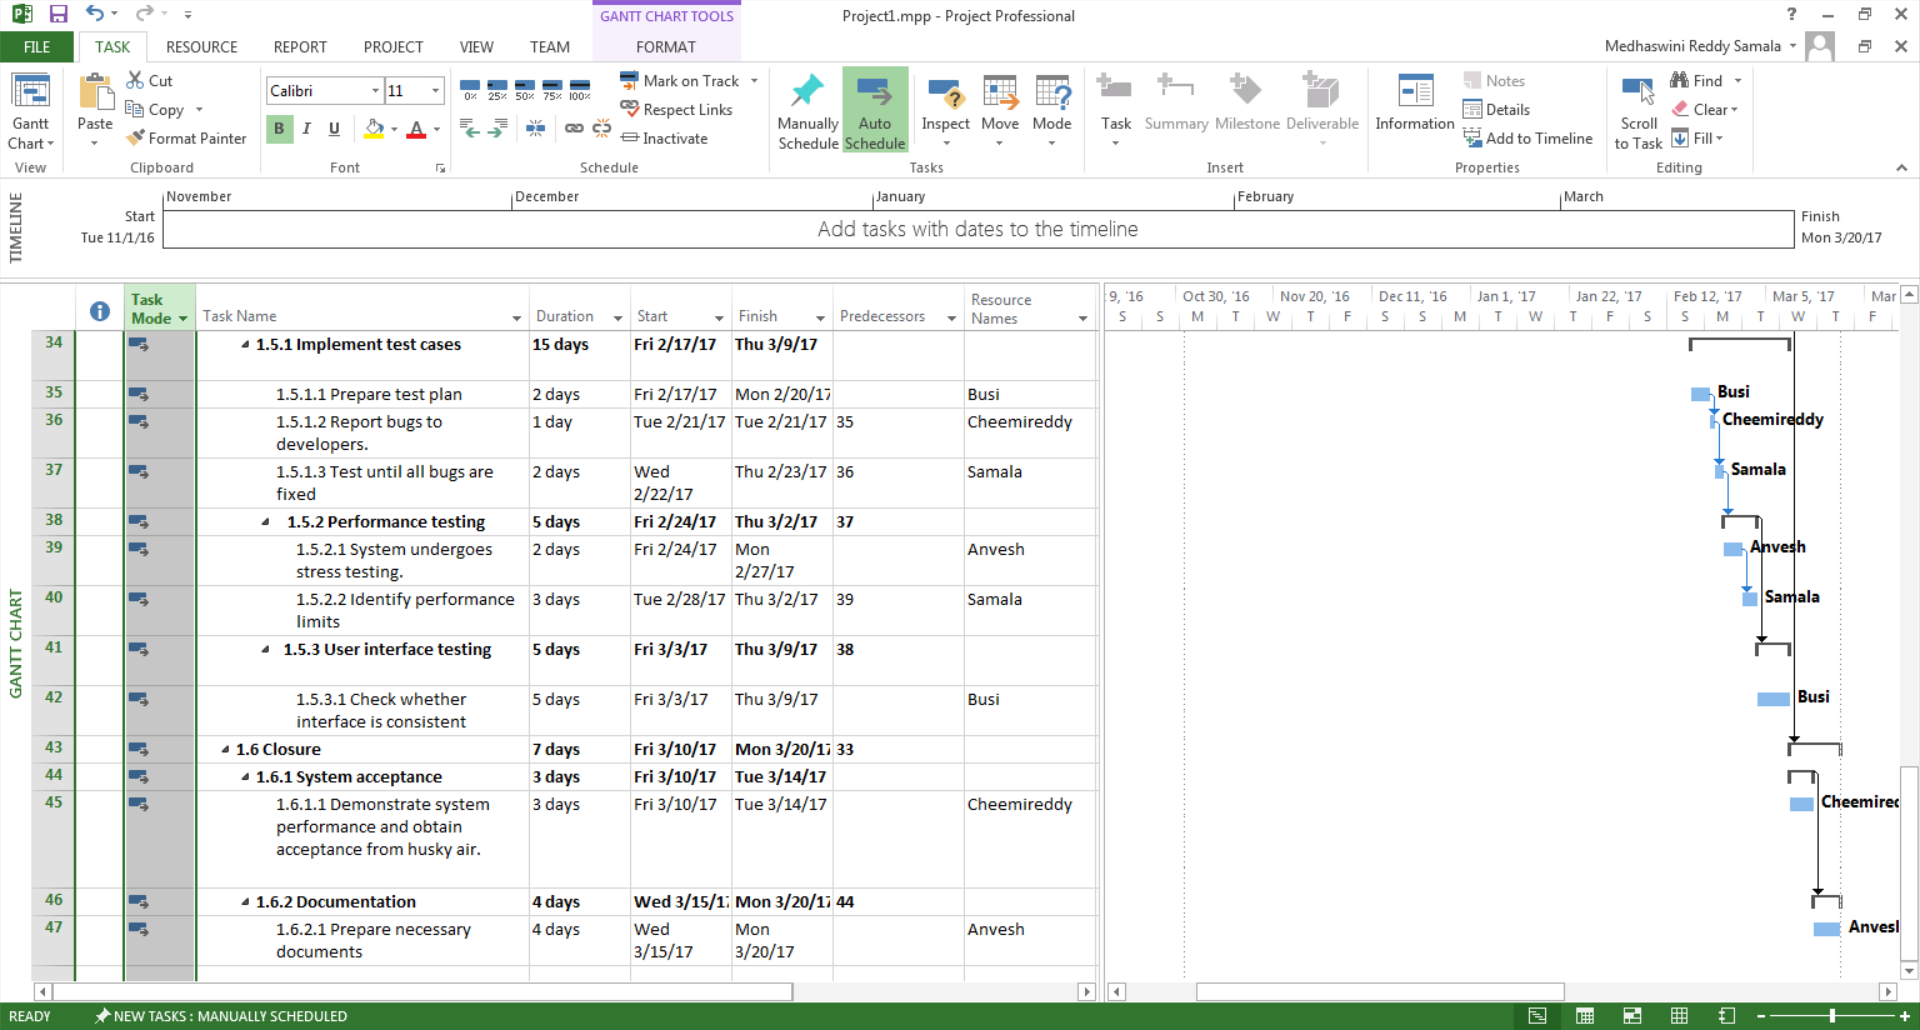 GANTT CHART TOOLS
Project1.mpp - Project Professional
?
FILE TASK RESOURCE REPORT PROJECT VIEW TEAM FORMAT
Medhaswini Reddy Samala
Gantt Chart
View
Paste
Cut
Copy
Format Painter
Clipboard
Calibri 11
B I U A
Font
0% 25% 50% 75% 100%
Mark on Track
Respect Links
Inactivate
Schedule
Manually Schedule
Auto Schedule
Inspect
Move
Mode
Tasks
Task
Summary
Milestone
Deliverable
Insert
Information
Notes
Details
Add to Timeline
Properties
Scroll to Task
Find
Clear
Fill
Editing
TIMELINE
November December January February March
Start
Tue 11/1/16
Add tasks with dates to the timeline
Finish
Mon 3/20/17
GANTT CHART
Task Mode Task Name Duration Start Finish Predecessors Resource Names
9, '16 Oct 30, '16 Nov 20, '16 Dec 11, '16 Jan 1, '17 Jan 22, '17 Feb 12, '17 Mar 5, '17 Mar
S S M T W T F S S M T W T F S S M T W T F
34 1.5.1 Implement test cases 15 days Fri 2/17/17 Thu 3/9/17
35 1.5.1.1 Prepare test plan 2 days Fri 2/17/17 Mon 2/20/17 Busi
36 1.5.1.2 Report bugs to developers. 1 day Tue 2/21/17 Tue 2/21/17 35 Cheemireddy
37 1.5.1.3 Test until all bugs are fixed 2 days Wed 2/22/17 Thu 2/23/17 36 Samala
38 1.5.2 Performance testing 5 days Fri 2/24/17 Thu 3/2/17 37
39 1.5.2.1 System undergoes stress testing. 2 days Fri 2/24/17 Mon 2/27/17 Anvesh
40 1.5.2.2 Identify performance limits 3 days Tue 2/28/17 Thu 3/2/17 39 Samala
41 1.5.3 User interface testing 5 days Fri 3/3/17 Thu 3/9/17 38
42 1.5.3.1 Check whether interface is consistent 5 days Fri 3/3/17 Thu 3/9/17 Busi
43 1.6 Closure 7 days Fri 3/10/17 Mon 3/20/17 33
44 1.6.1 System acceptance 3 days Fri 3/10/17 Tue 3/14/17
45 1.6.1.1 Demonstrate system performance and obtain acceptance from husky air. 3 days Fri 3/10/17 Tue 3/14/17 Cheemireddy
46 1.6.2 Documentation 4 days Wed 3/15/1 Mon 3/20/17 44
47 1.6.2.1 Prepare necessary documents 4 days Wed 3/15/17 Mon 3/20/17 Anvesh
Busi
Cheemireddy
Samala
Anvesh
Samala
Busi
Cheemired
Anvesh
READY NEW TASKS : MANUALLY SCHEDULED